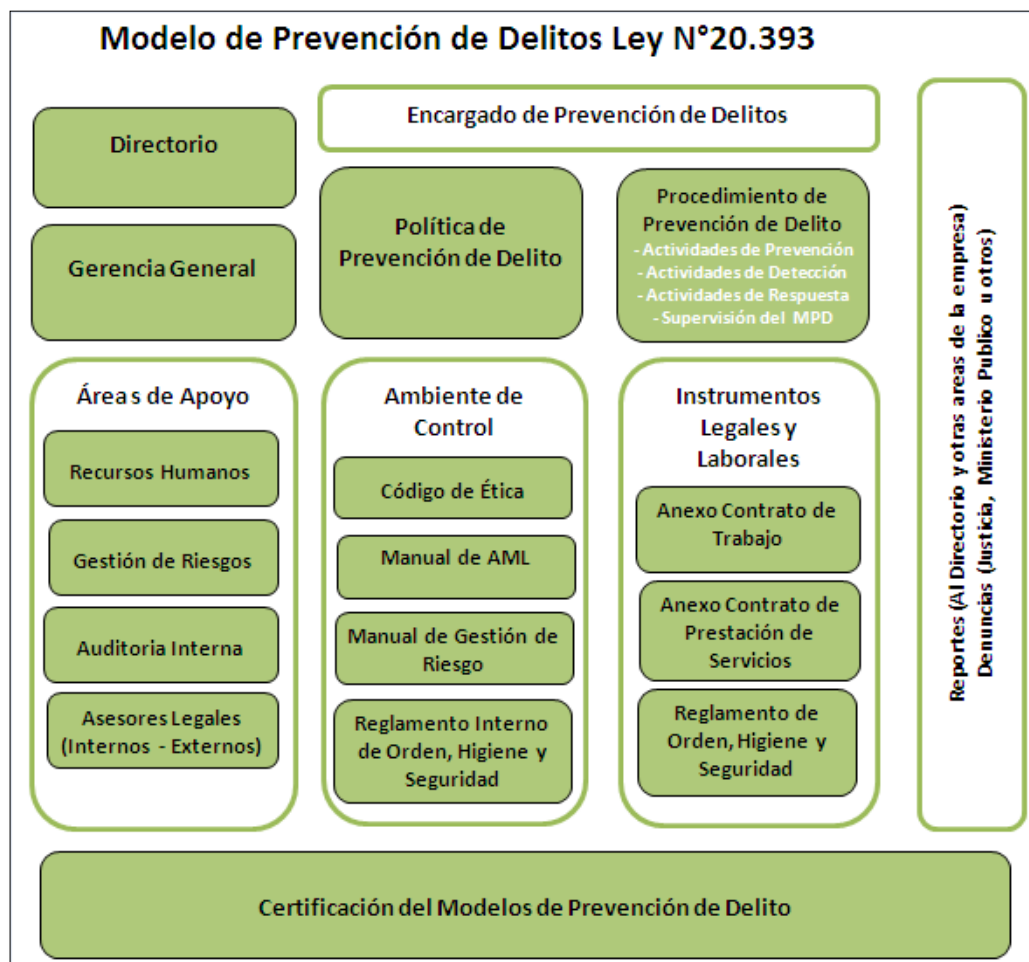 Modelo de Prevención de Delitos Ley N°20.393
Directorio
Gerencia General
Encargado de Prevención de Delitos
Política de
Prevención de Delito
Procedimiento de
Prevención de Delito
- Actividades de Prevención
- Actividades de Detección
- Actividades de Respuesta
- Supervisión del MPD
Áreas de Apoyo
Recursos Humanos
Gestión de Riesgos
Auditoria Interna
Asesores Legales
(Internos - Externos)
Ambiente de
Control
Código de Ética
Manual de AML
Manual de Gestión de
Riesgo
Reglamento Interno
de Orden, Higiene y
Seguridad
Instrumentos
Legales y
Laborales
Anexo Contrato de
Trabajo
Anexo Contrato de
Prestación de
Servicios
Reglamento de
Orden, Higiene y
Seguridad
Reportes (Al Directorio y otras areas de la empresa)
Denuncias (Justicia, Ministerio Publico u otros)
Certificación del Modelos de Prevención de Delito